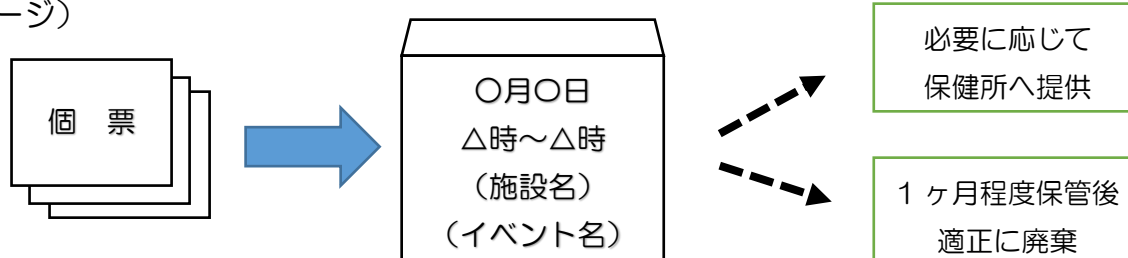 ージ）
個　票
〇月〇日
△時～△時
（施設名）
（イベント名）
必要に応じて
保健所へ提供
１ヶ月程度保管後
適正に廃棄